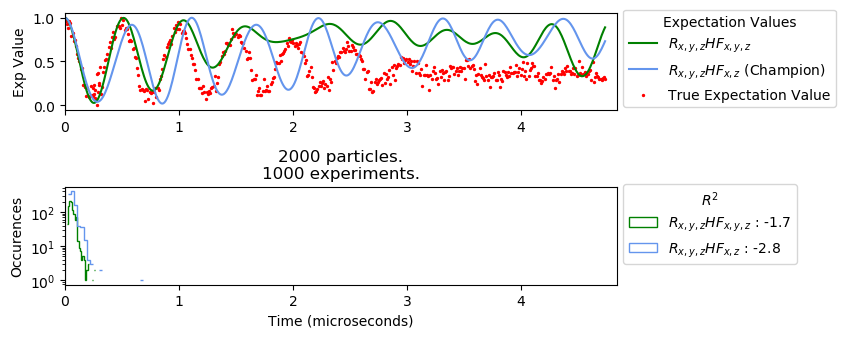 1.0
0.5
0.0
Exp Value
0 1 2 3 4
Expectation Values
R_{x,y,z}HF_{x,y,z}
R_{x,y,z}HF_{x,z} (Champion)
True Expectation Value
2000 particles.
1000 experiments.
10^2
10^1
10^0
Occurences
0 1 2 3 4
Time (microseconds)
R^2
R_{x,y,z}HF_{x,y,z} : -1.7
R_{x,y,z}HF_{x,z} : -2.8